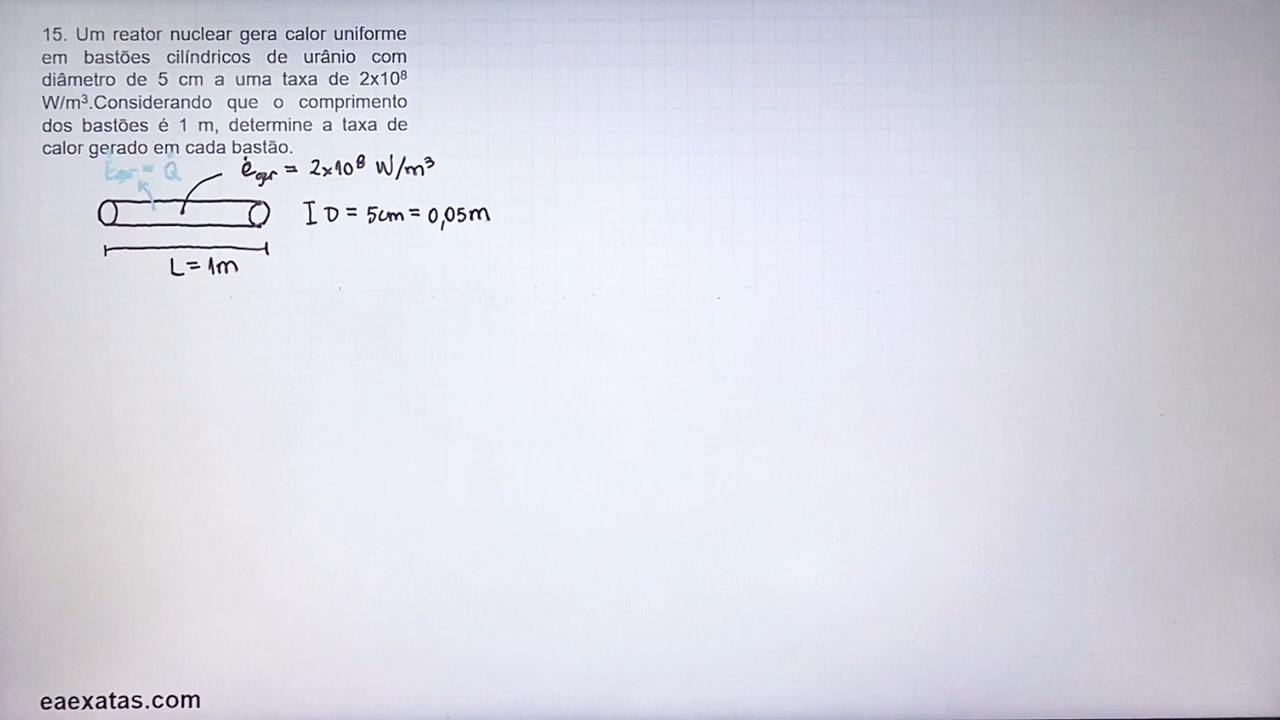 15. Um reator nuclear gera calor uniforme
em bastões cilíndricos de urânio com
diâmetro de 5 cm a uma taxa de 2x10⁸
W/m³.Considerando que o comprimento
dos bastões é 1 m, determine a taxa de
calor gerado em cada bastão.
Ėger = Q̇
ėger = 2x10⁸ W/m³
D = 5cm = 0,05m
L = 1m
eaexatas.com